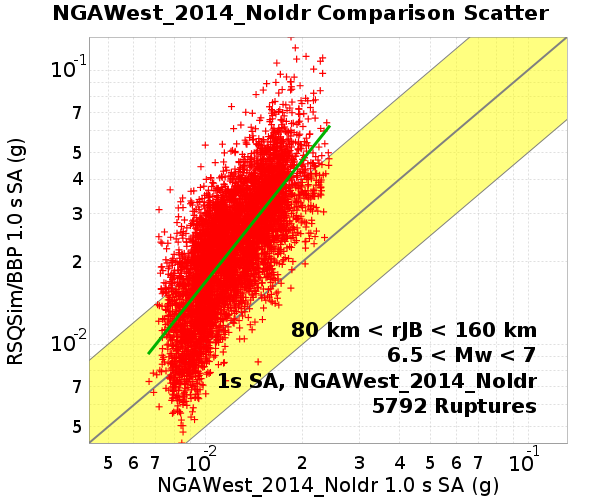 NGAWest_2014_NoIdr Comparison Scatter
10-1
7
5
4
3
2
10-2
7
5
RSQSim/BBP 1.0 s SA (g)
80 km < rJB < 160 km
6.5 < Mw < 7
1s SA, NGAWest_2014_NoIdr
5792 Ruptures
5 6 7 10-2 2 3 4 5 6 7 10-1
NGAWest_2014_NoIdr 1.0 s SA (g)